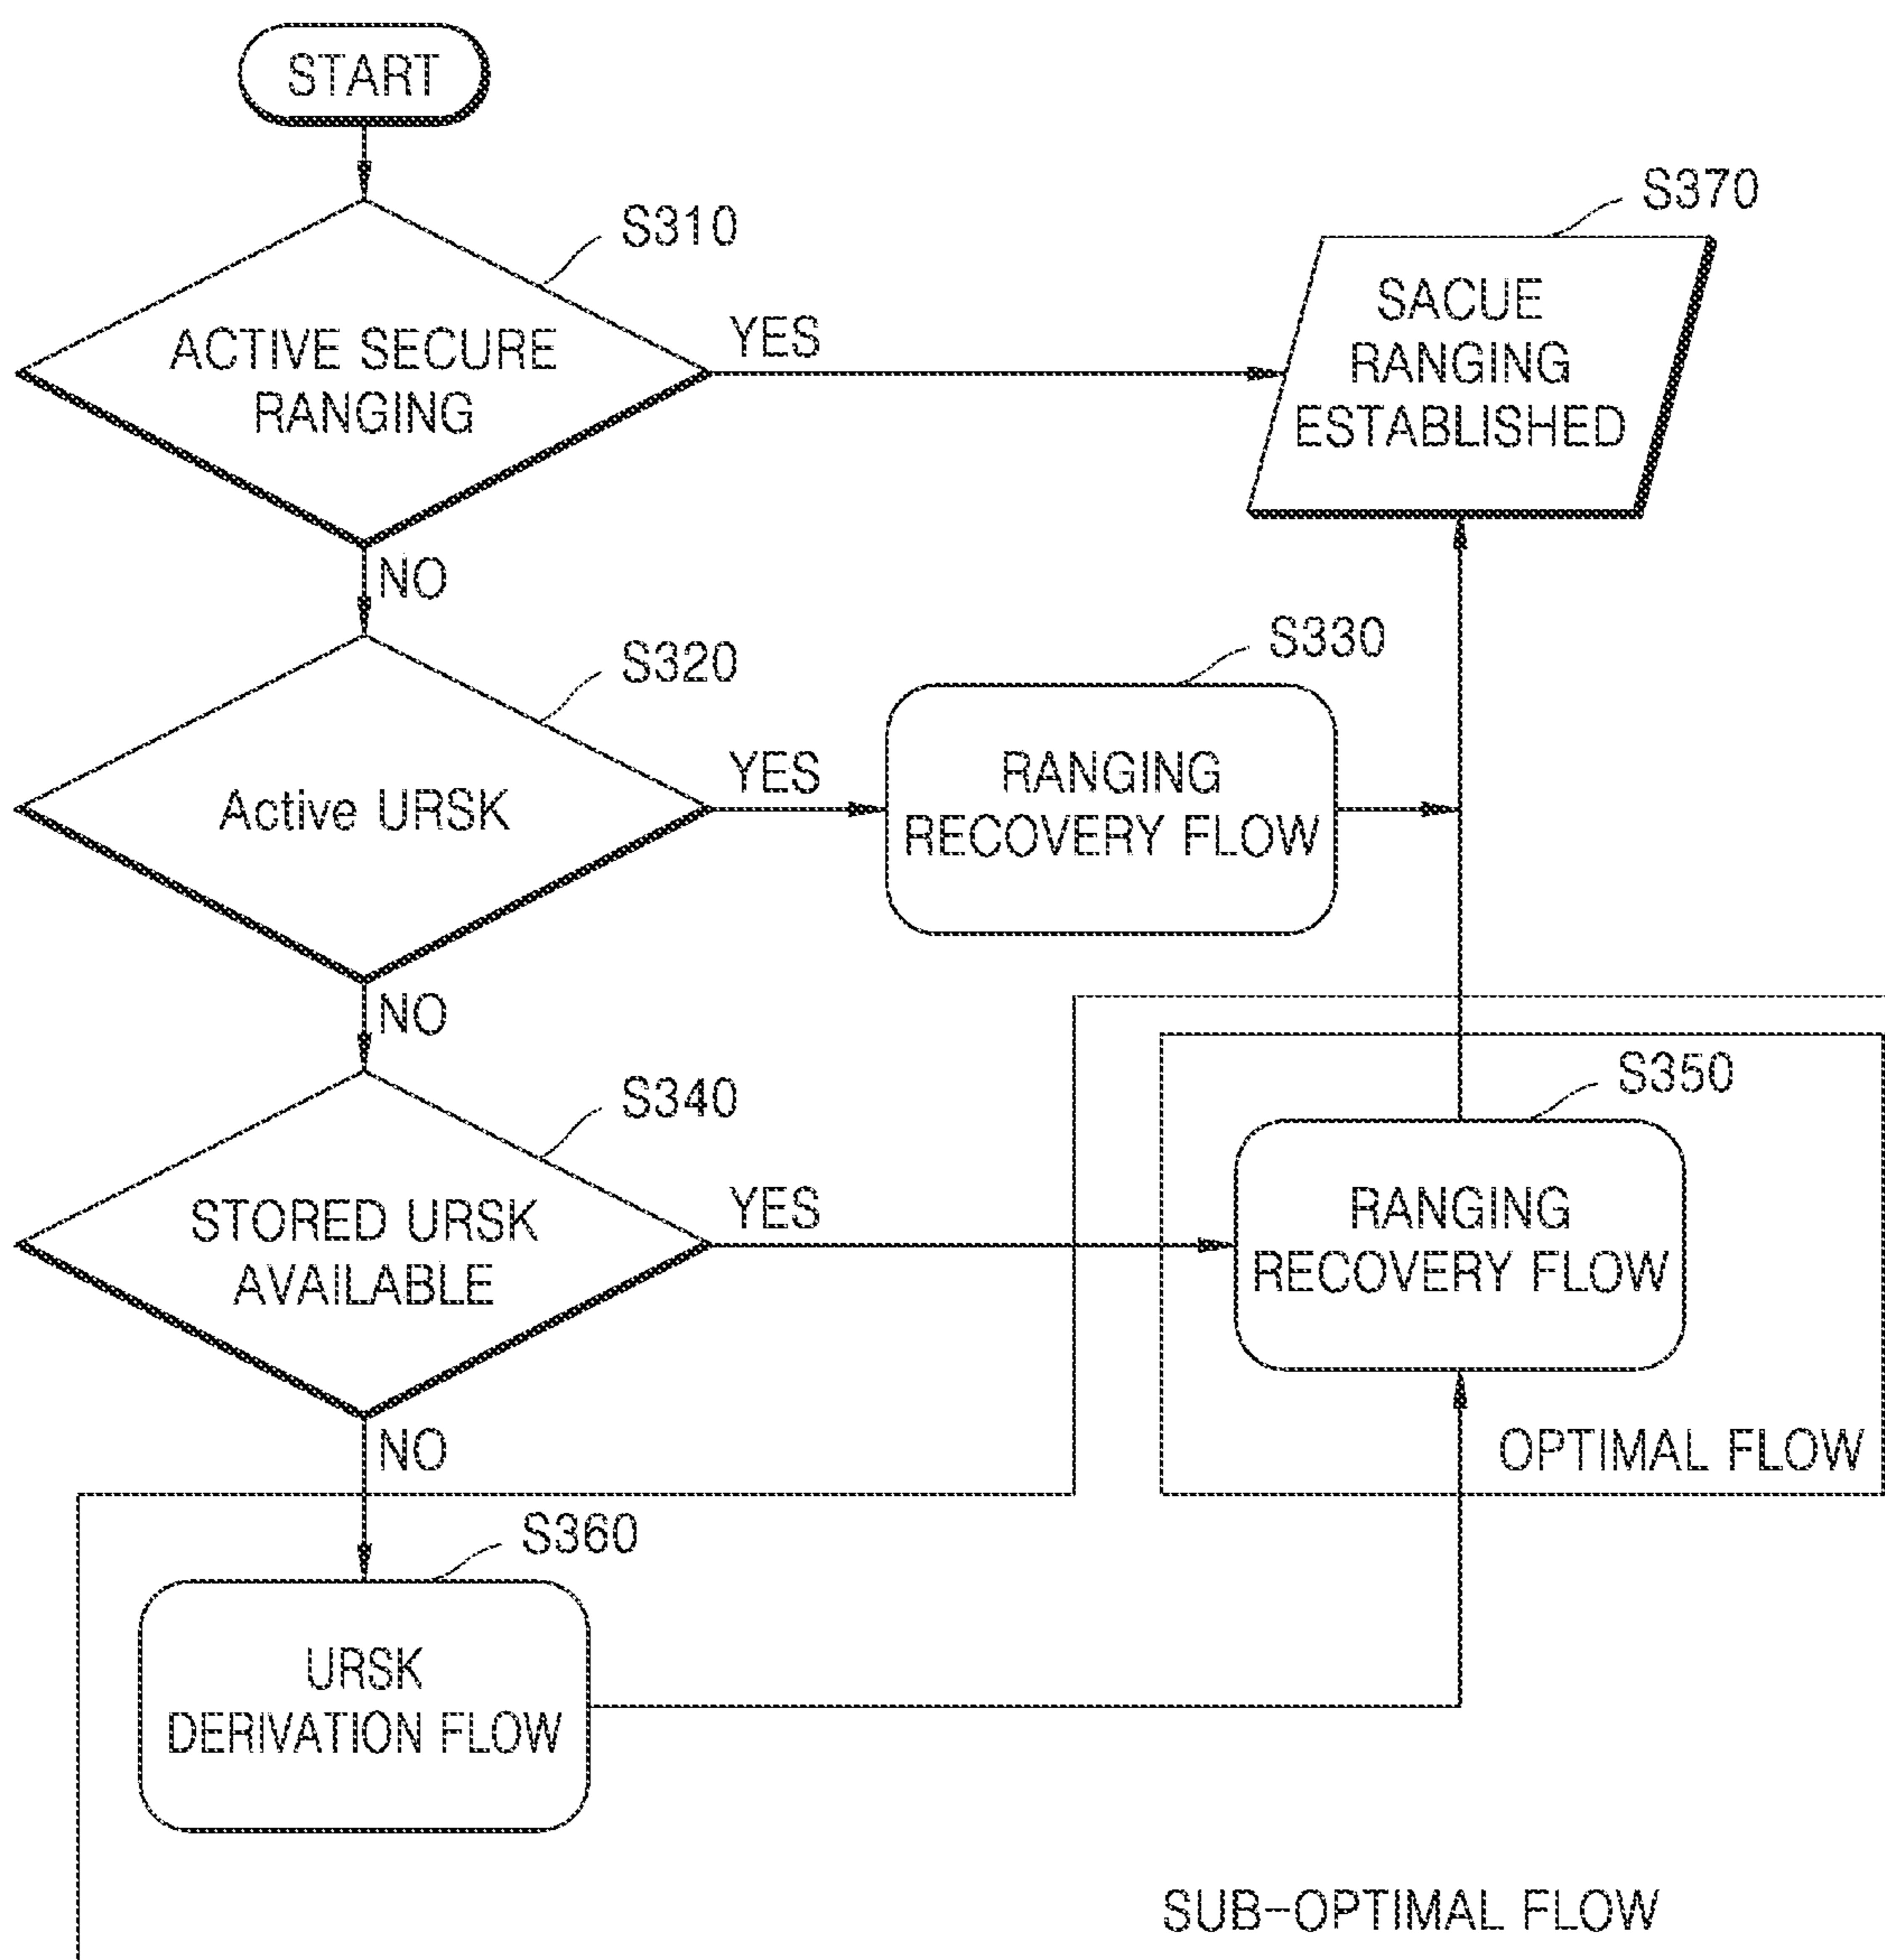 START
S310
ACTIVE SECURE
RANGING
YES
S370
SACUE
RANGING
ESTABLISHED
NO
S320
Active URSK
YES
S330
RANGING
RECOVERY FLOW
NO
S340
STORED URSK
AVAILABLE
YES
S350
RANGING
RECOVERY FLOW
OPTIMAL FLOW
NO
S360
URSK
DERIVATION FLOW
SUB-OPTIMAL FLOW